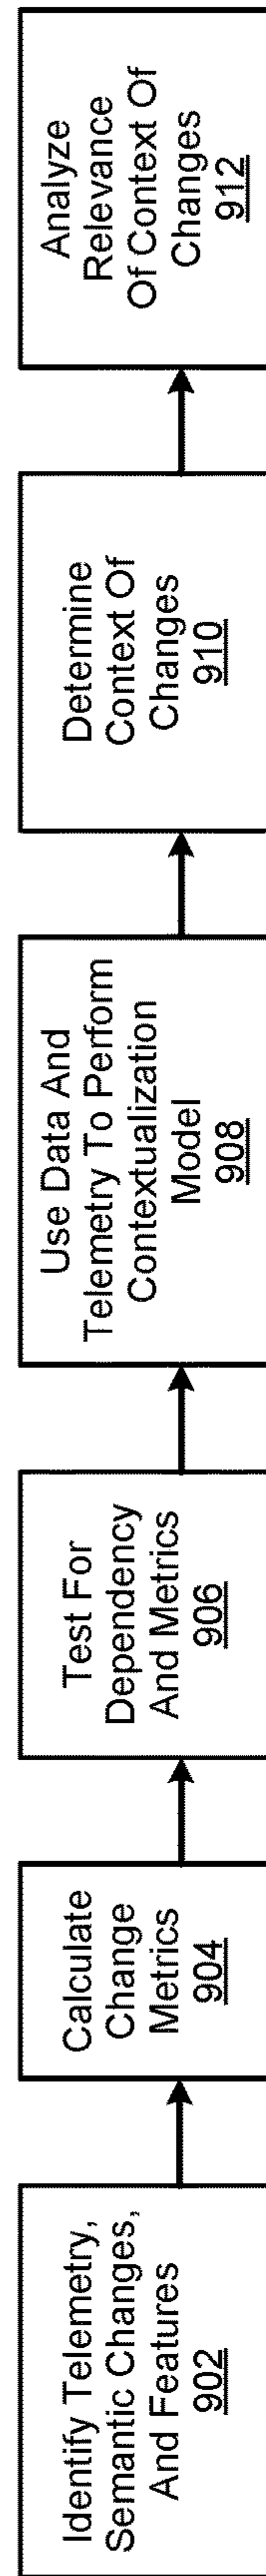 Identify Telemetry,
Semantic Changes,
And Features
902
Calculate
Change
Metrics
904
Test For
Dependency
And Metrics
906
Use Data And
Telemetry To Perform
Contextualization
Model
908
Determine
Context Of
Changes
910
Analyze
Relevance
Of Context Of
Changes
912